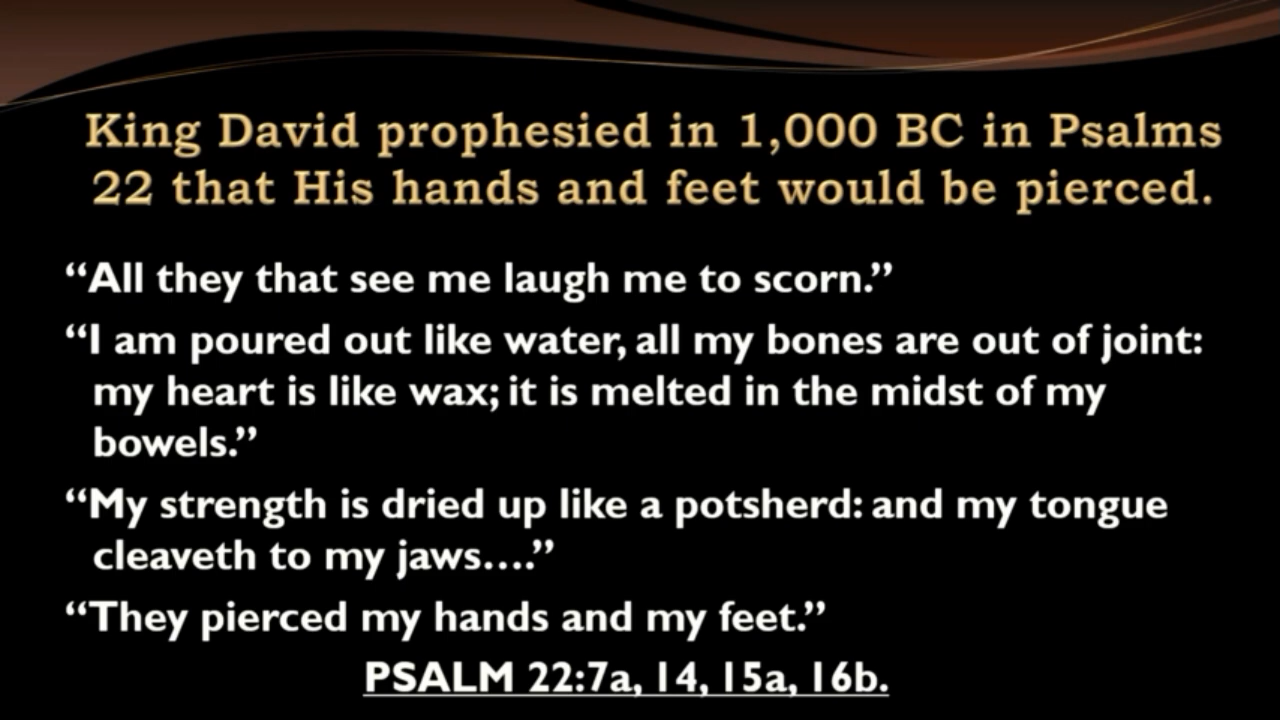 King David prophesied in 1,000 BC in Psalms
22 that His hands and feet would be pierced.
“All they that see me laugh me to scorn.”
“I am poured out like water, all my bones are out of joint:
my heart is like wax; it is melted in the midst of my
bowels.”
“My strength is dried up like a potsherd: and my tongue
cleaveth to my jaws….”
“They pierced my hands and my feet.”
PSALM 22:7a, 14, 15a, 16b.